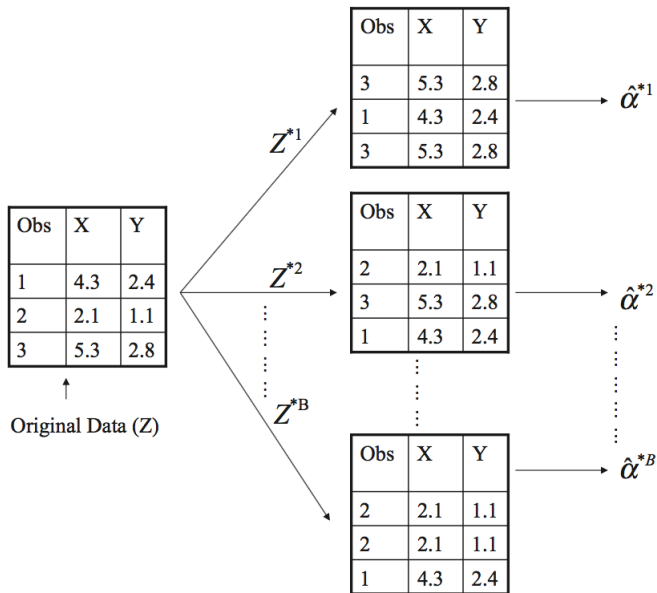 Obs X Y
1 4.3 2.4
2 2.1 1.1
3 5.3 2.8
Original Data (Z)
Z*1
Obs X Y
3 5.3 2.8
1 4.3 2.4
3 5.3 2.8
α̂*1
Z*2
Obs X Y
2 2.1 1.1
3 5.3 2.8
1 4.3 2.4
α̂*2
Z*B
Obs X Y
2 2.1 1.1
2 2.1 1.1
1 4.3 2.4
α̂*B